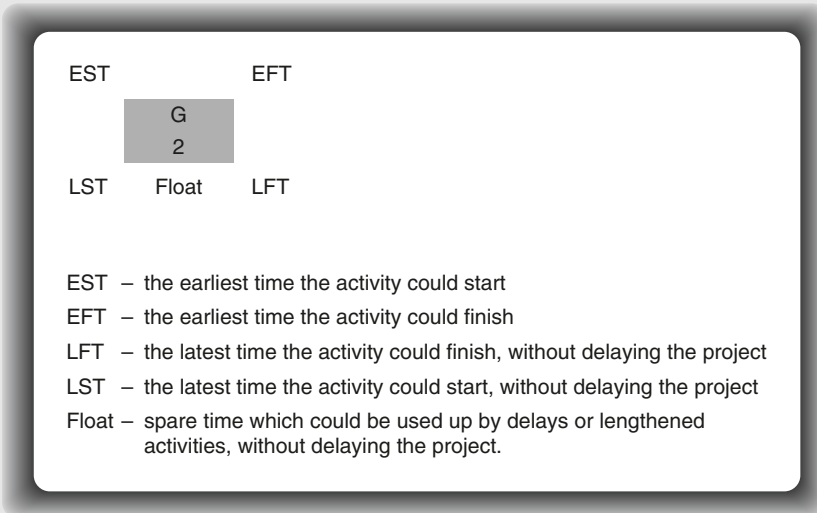 EST EFT
G
2
LST Float LFT
EST – the earliest time the activity could start
EFT – the earliest time the activity could finish
LFT – the latest time the activity could finish, without delaying the project
LST – the latest time the activity could start, without delaying the project
Float – spare time which could be used up by delays or lengthened
activities, without delaying the project.